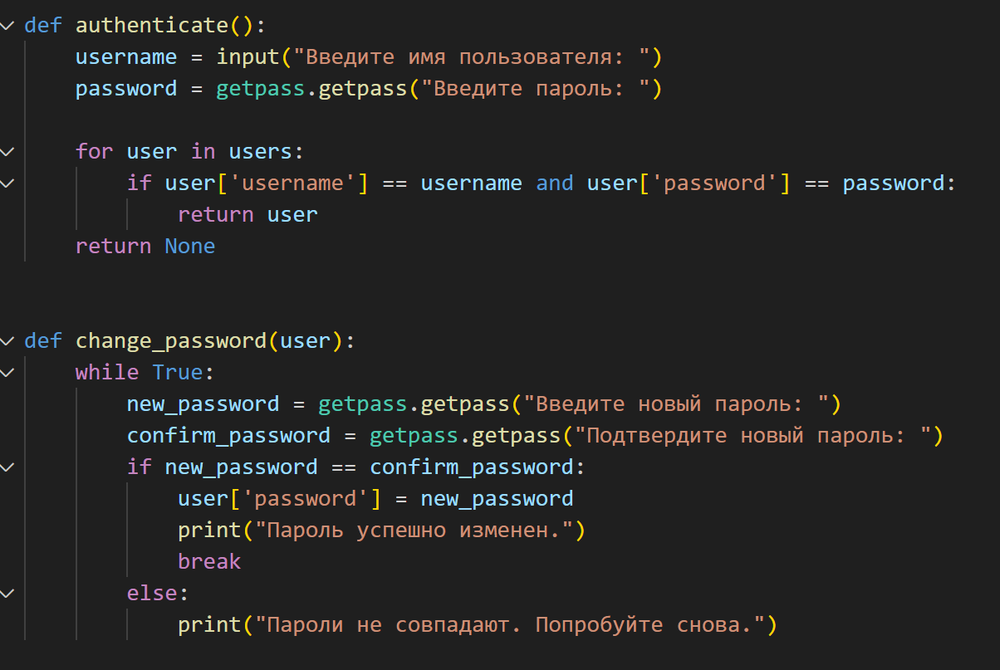 def authenticate():
    username = input("Введите имя пользователя: ")
    password = getpass.getpass("Введите пароль: ")

    for user in users:
        if user['username'] == username and user['password'] == password:
            return user
    return None


def change_password(user):
    while True:
        new_password = getpass.getpass("Введите новый пароль: ")
        confirm_password = getpass.getpass("Подтвердите новый пароль: ")
        if new_password == confirm_password:
            user['password'] = new_password
            print("Пароль успешно изменен.")
            break
        else:
            print("Пароли не совпадают. Попробуйте снова.")